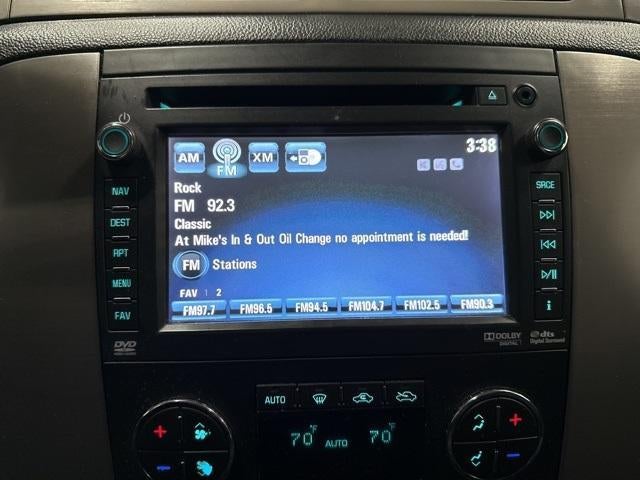 AM FM XM 3:38
Rock
FM 92.3
Classic
At Mike's In & Out Oil Change no appointment is needed!
FM Stations
FAV 1 2
FM97.7 FM96.5 FM94.5 FM104.7 FM102.5 FM90.3
NAV
DEST
RPT
MENU
FAV
SRCE
i
DVD
DOLBY
DIGITAL
dts
Digital Surround
AUTO
70°F AUTO 70°F